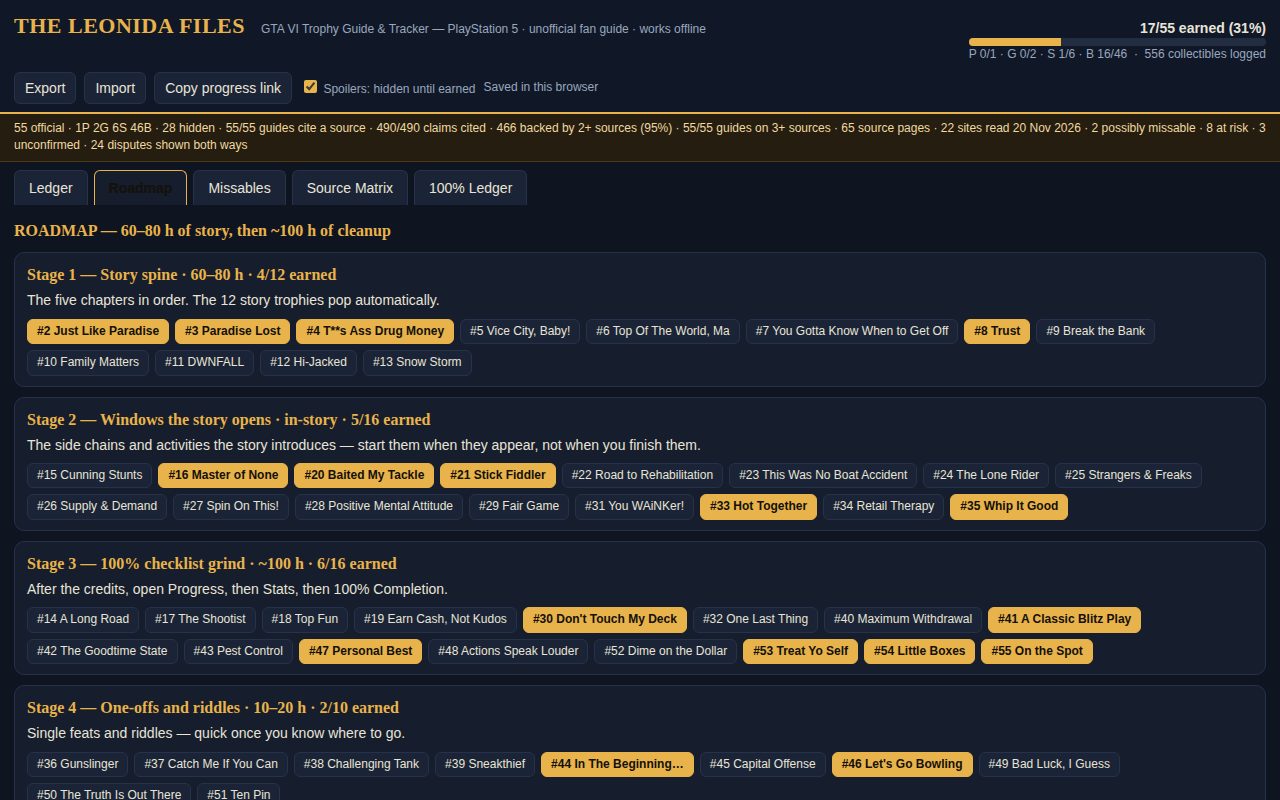 THE LEONIDA FILES
GTA VI Trophy Guide & Tracker — PlayStation 5 · unofficial fan guide · works offline
17/55 earned (31%)
P 0/1 · G 0/2 · S 1/6 · B 16/46 · 556 collectibles logged
Export
Import
Copy progress link
Spoilers: hidden until earned
Saved in this browser
55 official · 1P 2G 6S 46B · 28 hidden · 55/55 guides cite a source · 490/490 claims cited · 466 backed by 2+ sources (95%) · 55/55 guides on 3+ sources · 65 source pages · 22 sites read 20 Nov 2026 · 2 possibly missable · 8 at risk · 3
unconfirmed · 24 disputes shown both ways
Ledger
Roadmap
Missables
Source Matrix
100% Ledger
ROADMAP — 60–80 h of story, then ~100 h of cleanup
Stage 1 — Story spine · 60–80 h · 4/12 earned
The five chapters in order. The 12 story trophies pop automatically.
#2 Just Like Paradise #3 Paradise Lost #4 T**s Ass Drug Money #5 Vice City, Baby! #6 Top Of The World, Ma #7 You Gotta Know When to Get Off #8 Trust #9 Break the Bank
#10 Family Matters #11 DWNFALL #12 Hi-Jacked #13 Snow Storm
Stage 2 — Windows the story opens · in-story · 5/16 earned
The side chains and activities the story introduces — start them when they appear, not when you finish them.
#15 Cunning Stunts #16 Master of None #20 Baited My Tackle #21 Stick Fiddler #22 Road to Rehabilitation #23 This Was No Boat Accident #24 The Lone Rider #25 Strangers & Freaks
#26 Supply & Demand #27 Spin On This! #28 Positive Mental Attitude #29 Fair Game #31 You WAiNKer! #33 Hot Together #34 Retail Therapy #35 Whip It Good
Stage 3 — 100% checklist grind · ~100 h · 6/16 earned
After the credits, open Progress, then Stats, then 100% Completion.
#14 A Long Road #17 The Shootist #18 Top Fun #19 Earn Cash, Not Kudos #30 Don't Touch My Deck #32 One Last Thing #40 Maximum Withdrawal #41 A Classic Blitz Play
#42 The Goodtime State #43 Pest Control #47 Personal Best #48 Actions Speak Louder #52 Dime on the Dollar #53 Treat Yo Self #54 Little Boxes #55 On the Spot
Stage 4 — One-offs and riddles · 10–20 h · 2/10 earned
Single feats and riddles — quick once you know where to go.
#36 Gunslinger #37 Catch Me If You Can #38 Challenging Tank #39 Sneakthief #44 In The Beginning… #45 Capital Offense #46 Let's Go Bowling #49 Bad Luck, I Guess
#50 The Truth Is Out There #51 Ten Pin